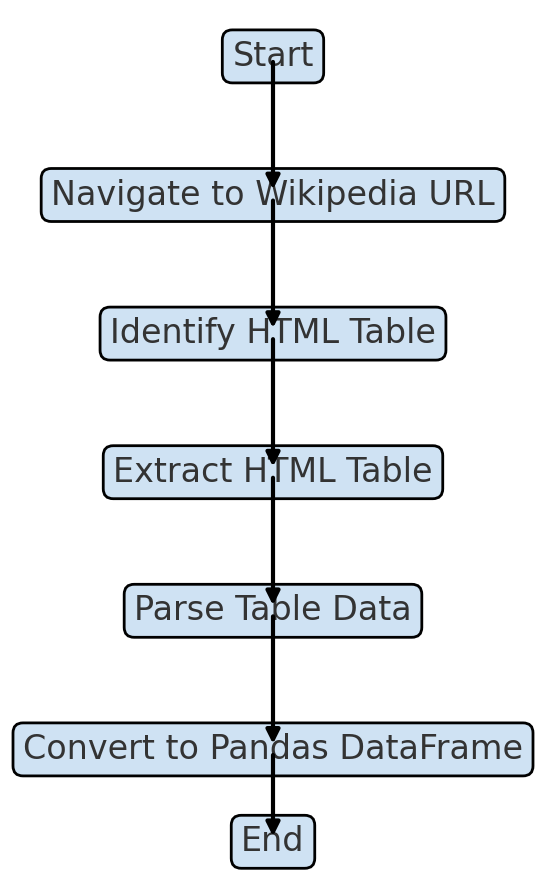 Start
Navigate to Wikipedia URL
Identify HTML Table
Extract HTML Table
Parse Table Data
Convert to Pandas DataFrame
End